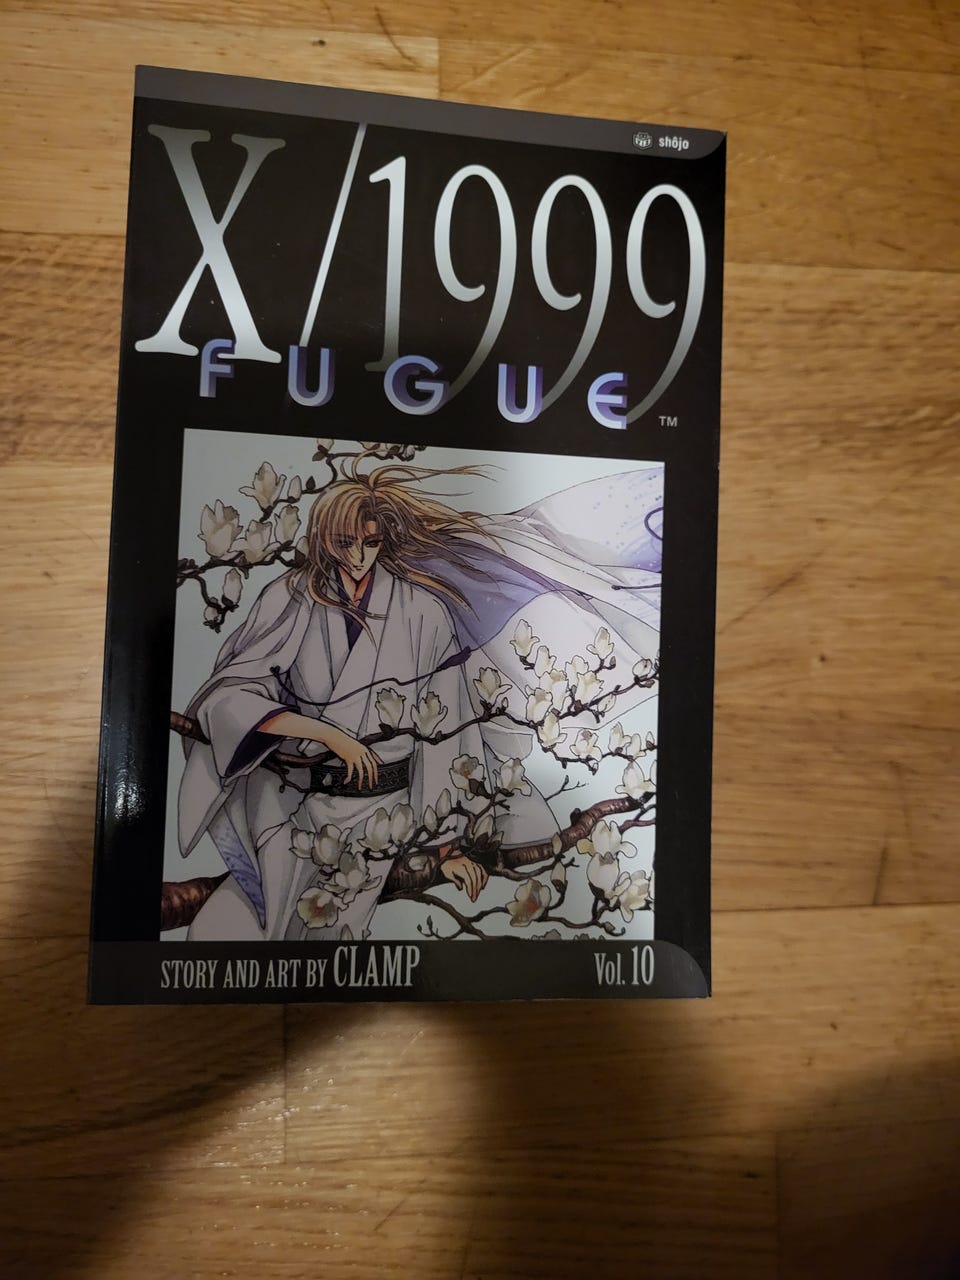 shôjo
X/1999
FUGUE
TM
STORY AND ART BY CLAMP
Vol. 10